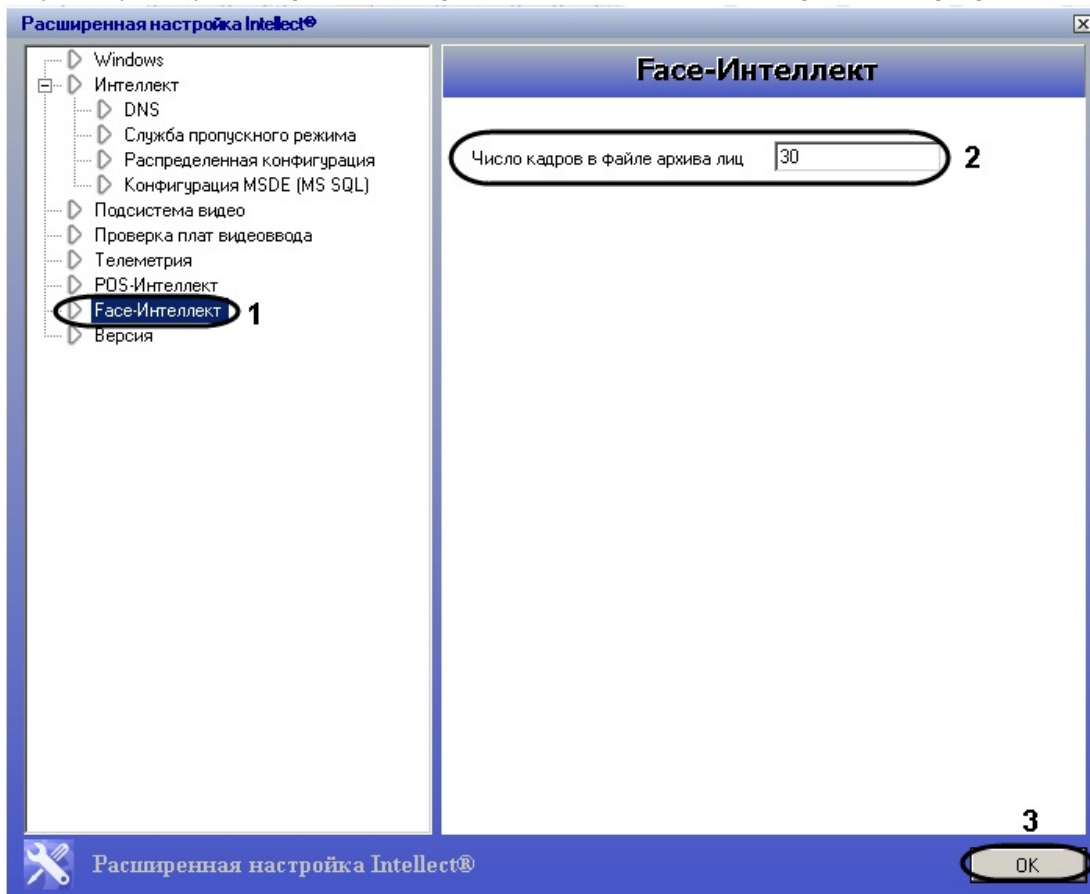 Расширенная настройка Intellect®
Windows
Интеллект
DNS
Служба пропускного режима
Распределенная конфигурация
Конфигурация MSDE (MS SQL)
Подсистема видео
Проверка плат видеоввода
Телеметрия
POS-Интеллект
Face-Интеллект 1
Версия
Face-Интеллект
Число кадров в файле архива лиц 30 2
3
Расширенная настройка Intellect®
OK